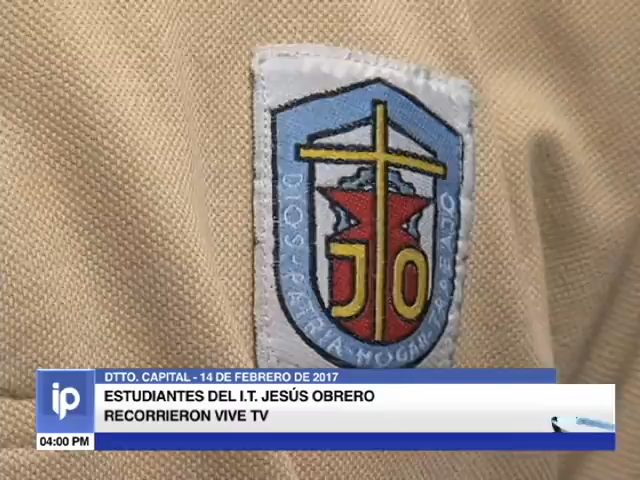 DIOS-PATRIA-HOGAR-TRABAJO
JO
DTTO. CAPITAL - 14 DE FEBRERO DE 2017
ip
ESTUDIANTES DEL I.T. JESÚS OBRERO
RECORRIERON VIVE TV
04:00 PM